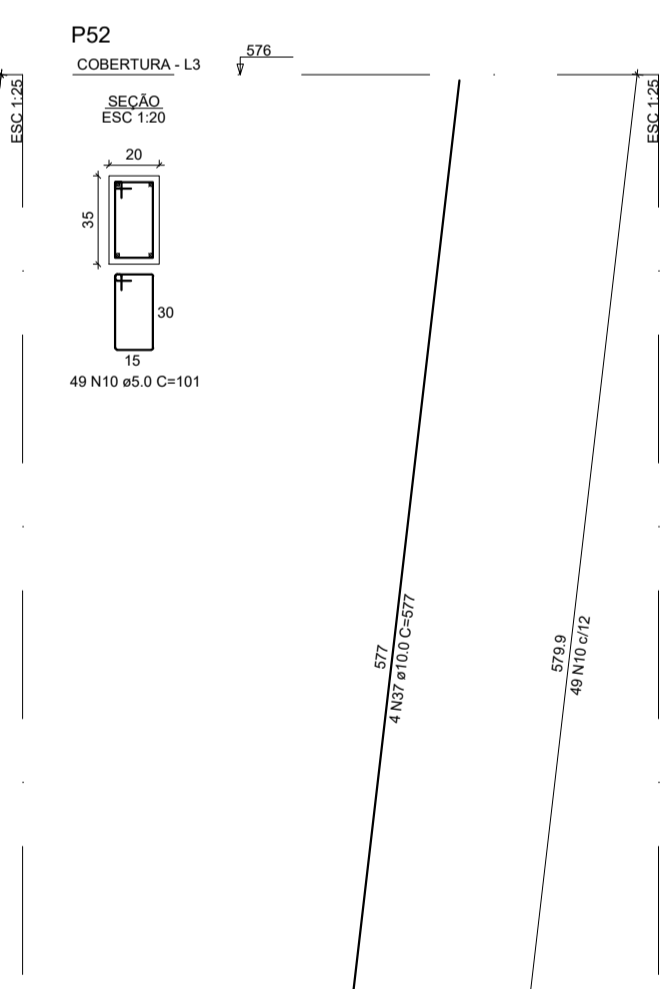 P52
COBERTURA - L3
576
ESC 1:25
ESC 1:25
SEÇÃO
ESC 1:20
20
35
30
15
49 N10 ø5.0 C=101
577
4 N37 ø10.0 C=577
579.9
49 N10 c/12